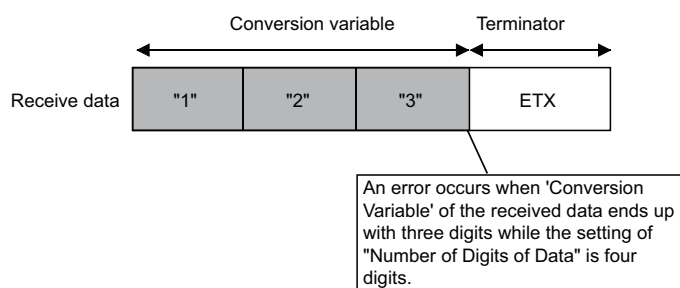 Conversion variable Terminator
Receive data "1" "2" "3" ETX
An error occurs when 'Conversion
Variable' of the received data ends up
with three digits while the setting of
"Number of Digits of Data" is four
digits.